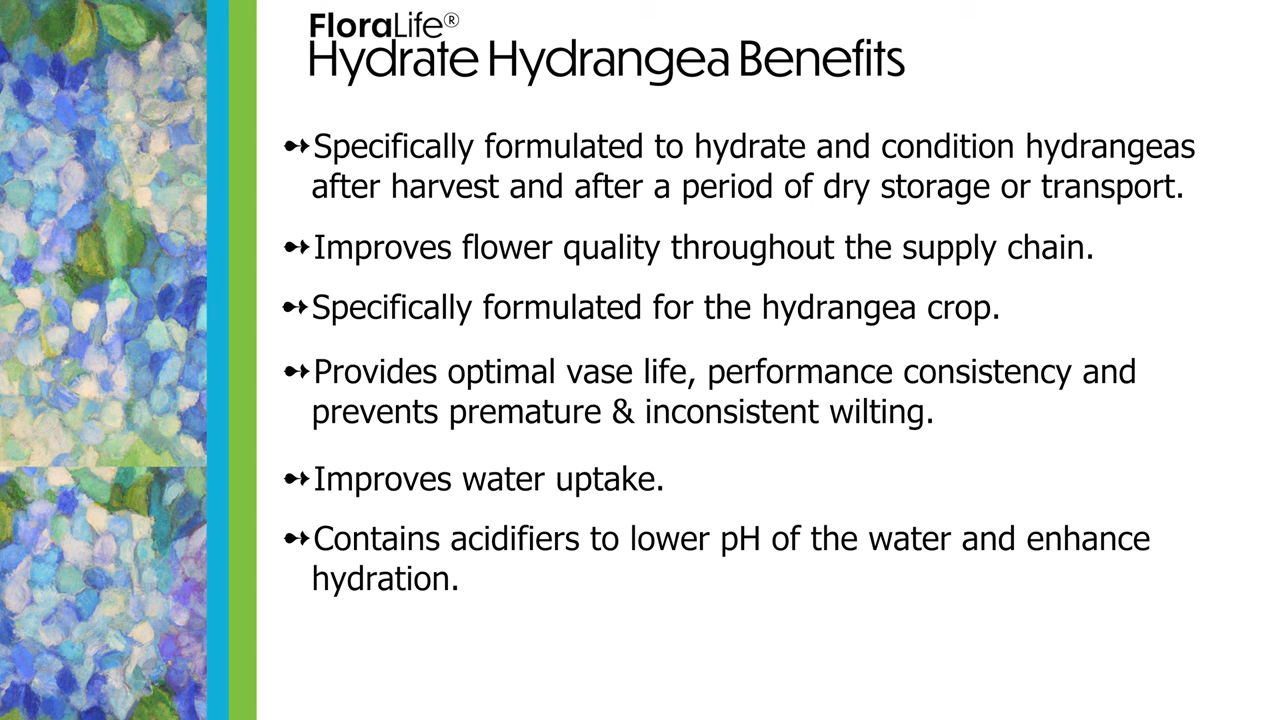 FloraLife®
Hydrate Hydrangea Benefits
➻Specifically formulated to hydrate and condition hydrangeas
after harvest and after a period of dry storage or transport.
➻Improves flower quality throughout the supply chain.
➻Specifically formulated for the hydrangea crop.
➻Provides optimal vase life, performance consistency and
prevents premature & inconsistent wilting.
➻Improves water uptake.
➻Contains acidifiers to lower pH of the water and enhance
hydration.